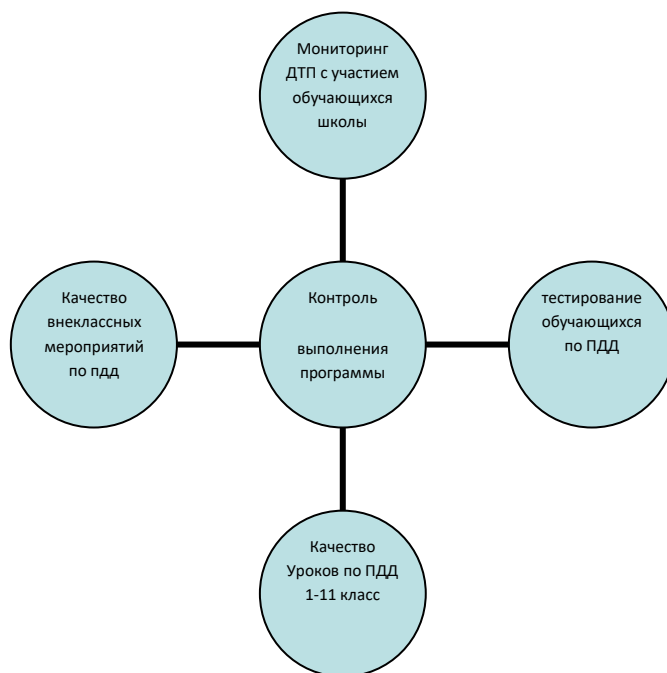 Мониторинг
ДТП с участием
обучающихся
школы
Качество
внеклассных
мероприятий
по пдд
Контроль
выполнения
программы
тестирование
обучающихся
по ПДД
Качество
Уроков по ПДД
1-11 класс